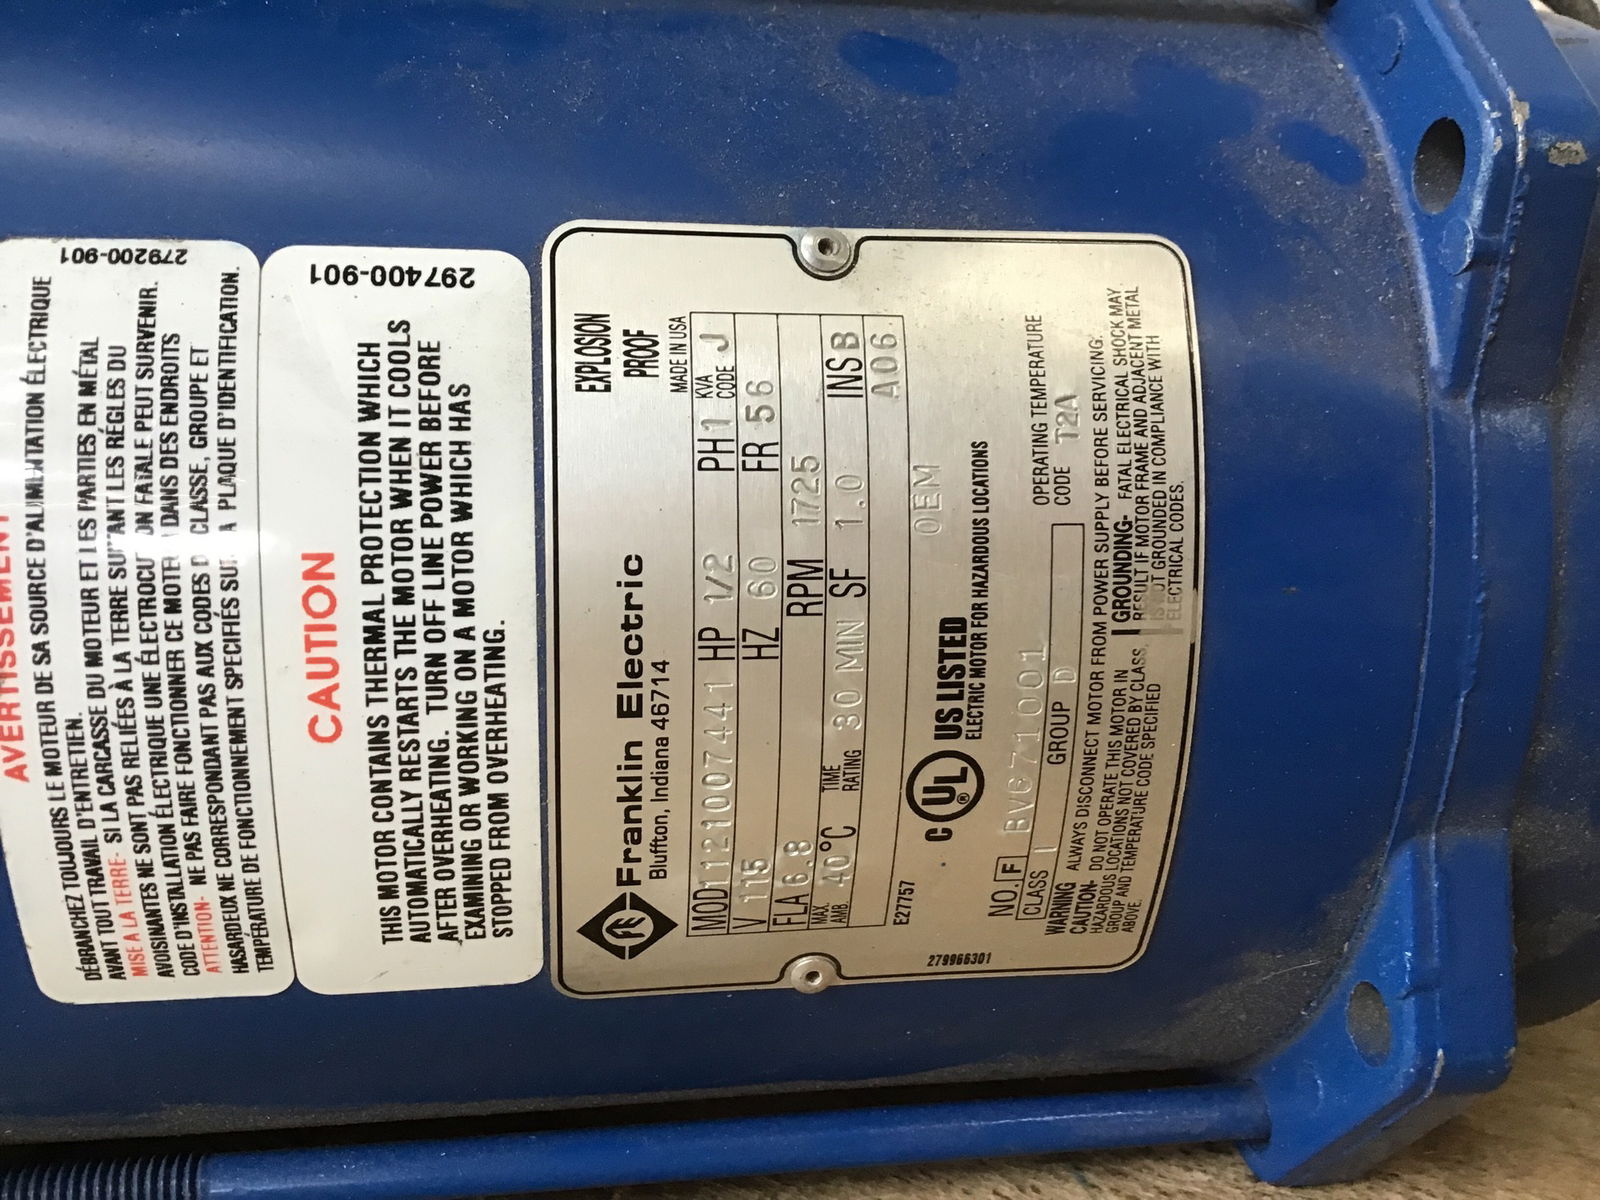 279200-901
AVERTISSEMENT
DÉBRANCHEZ TOUJOURS LE MOTEUR DE SA SOURCE D'ALIMENTATION ÉLECTRIQUE
AVANT TOUT TRAVAIL D'ENTRETIEN.
MISE A LA TERRE- SI LA CARCASSE DU MOTEUR ET LES PARTIES EN MÉTAL
AVOISINANTES NE SONT PAS RELIÉES À LA TERRE SUIVANT LES RÉGLES DU
CODE D'INSTALLATION ÉLECTRIQUE UNE ÉLECTROCUTION FATALE PEUT SURVENIR.
ATTENTION- NE PAS FAIRE FONCTIONNER CE MOTEUR DANS DES ENDROITS
HASARDEUX NE CORRESPONDANT PAS AUX CODES DE CLASSE, GROUPE ET
TEMPÉRATURE DE FONCTIONNEMENT SPECIFIÉS SUR LA PLAQUE D'IDENTIFICATION.
297400-901
CAUTION
THIS MOTOR CONTAINS THERMAL PROTECTION WHICH
AUTOMATICALLY RESTARTS THE MOTOR WHEN IT COOLS
AFTER OVERHEATING. TURN OFF LINE POWER BEFORE
EXAMINING OR WORKING ON A MOTOR WHICH HAS
STOPPED FROM OVERHEATING.
EXPLOSION
PROOF
Franklin Electric
Bluffton, Indiana 46714
MADE IN USA
MOD 1121007441 HP 1/2 PH 1 KVA CODE J
V 115 HZ 60 FR 56
FLA 6.8 RPM 1725
MAX. AMB. 40°C TIME RATING 30 MIN SF 1.0 INS B
A06.
E27757
OEM
C UL ® US LISTED
ELECTRIC MOTOR FOR HAZARDOUS LOCATIONS
279966301
NO. F BV671001
CLASS I GROUP D
OPERATING TEMPERATURE
CODE T2A
WARNING ALWAYS DISCONNECT MOTOR FROM POWER SUPPLY BEFORE SERVICING.
CAUTION- DO NOT OPERATE THIS MOTOR IN
HAZARDOUS LOCATIONS NOT COVERED BY CLASS,
GROUP AND TEMPERATURE CODE SPECIFIED
ABOVE.
GROUNDING- FATAL ELECTRICAL SHOCK MAY
RESULT IF MOTOR FRAME AND ADJACENT METAL
IS NOT GROUNDED IN COMPLIANCE WITH
ELECTRICAL CODES.